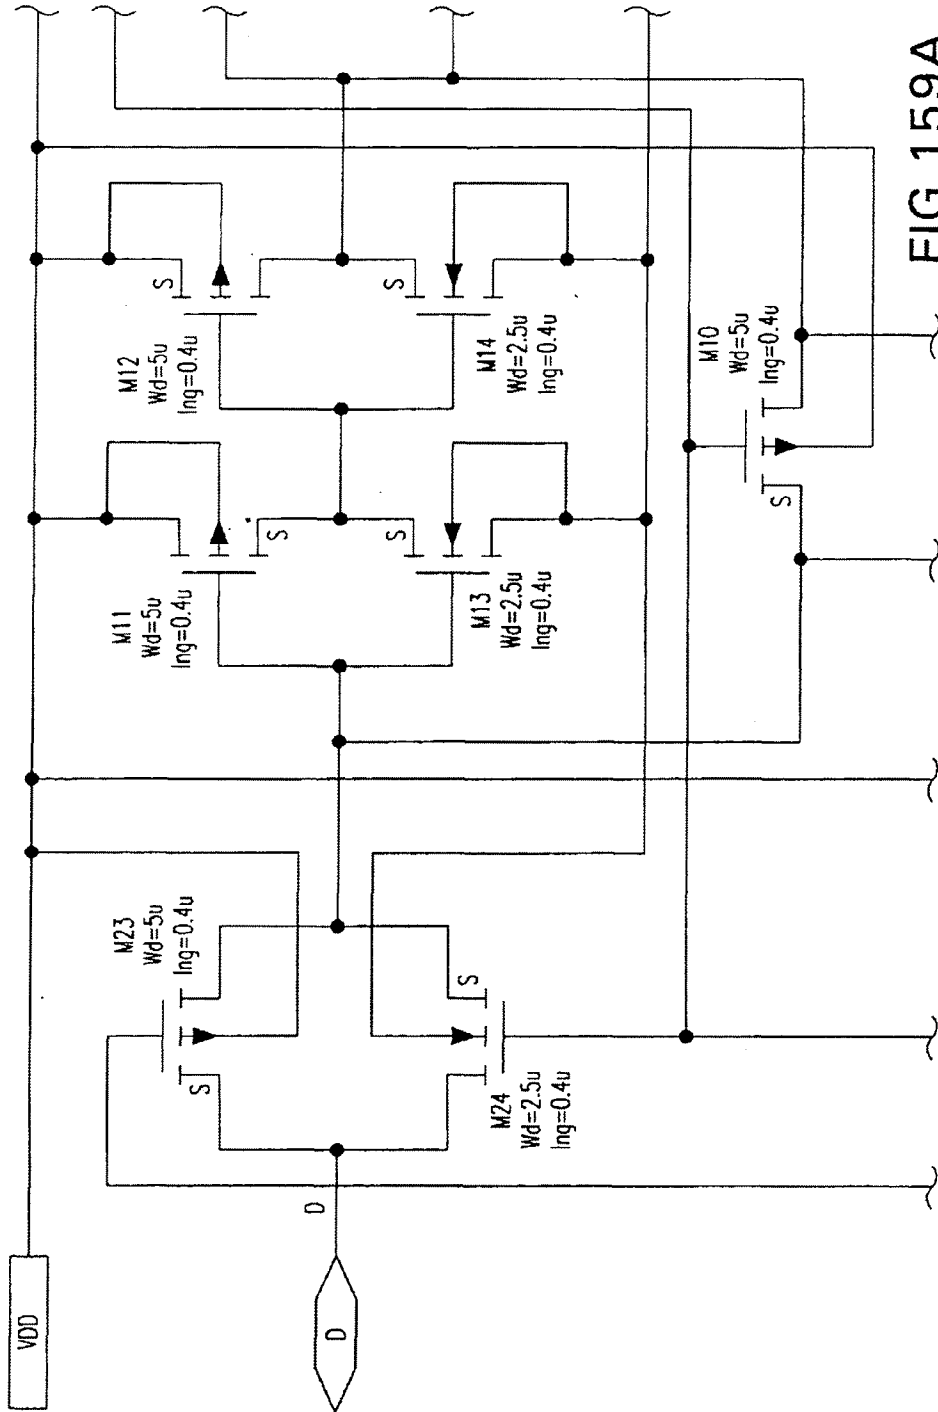 VDD
D
D
M23
Wd=5u
lng=0.4u
S
M24
Wd=2.5u
lng=0.4u
S
M11
Wd=5u
lng=0.4u
S
M13
Wd=2.5u
lng=0.4u
S
M12
Wd=5u
lng=0.4u
S
M14
Wd=2.5u
lng=0.4u
S
M10
Wd=5u
lng=0.4u
S
FIG 159A